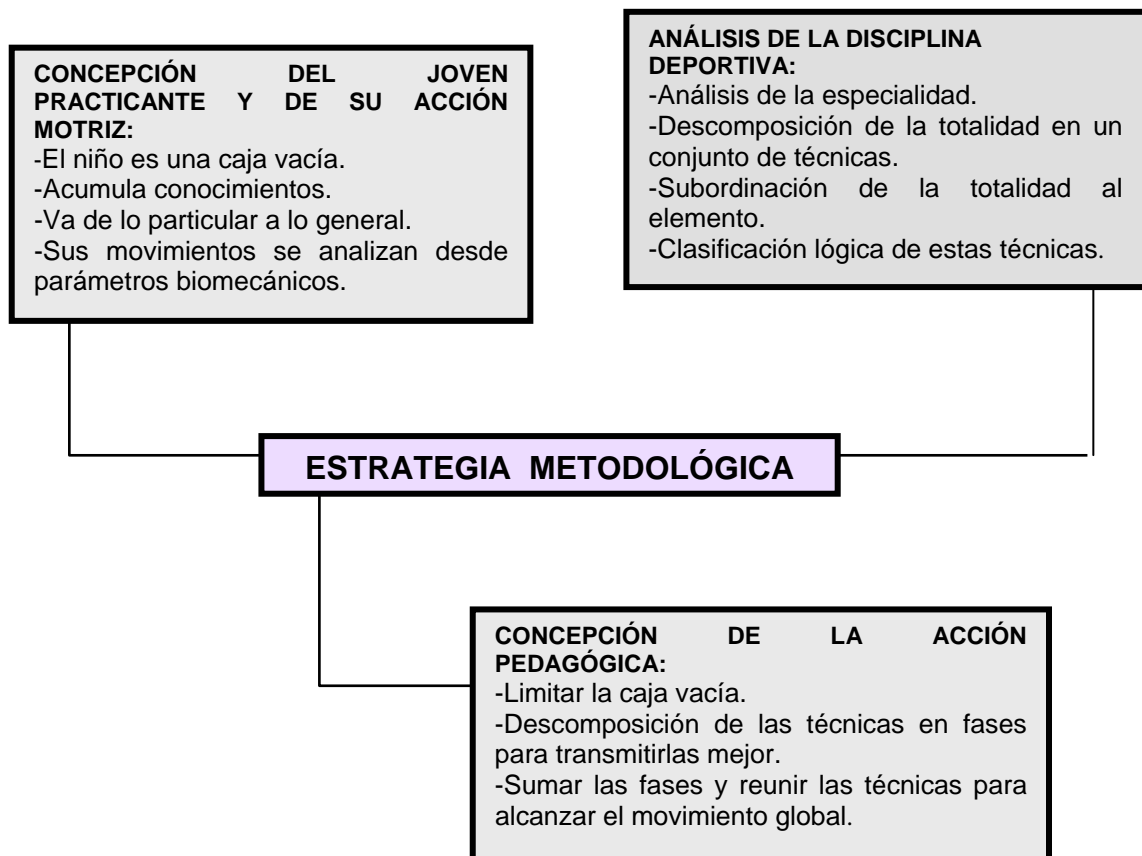 CONCEPCIÓN DEL JOVEN
PRACTICANTE Y DE SU ACCIÓN
MOTRIZ:
-El niño es una caja vacía.
-Acumula conocimientos.
-Va de lo particular a lo general.
-Sus movimientos se analizan desde
parámetros biomecánicos.
ANÁLISIS DE LA DISCIPLINA
DEPORTIVA:
-Análisis de la especialidad.
-Descomposición de la totalidad en un
conjunto de técnicas.
-Subordinación de la totalidad al
elemento.
-Clasificación lógica de estas técnicas.
ESTRATEGIA METODOLÓGICA
CONCEPCIÓN DE LA ACCIÓN
PEDAGÓGICA:
-Limitar la caja vacía.
-Descomposición de las técnicas en fases
para transmitirlas mejor.
-Sumar las fases y reunir las técnicas para
alcanzar el movimiento global.